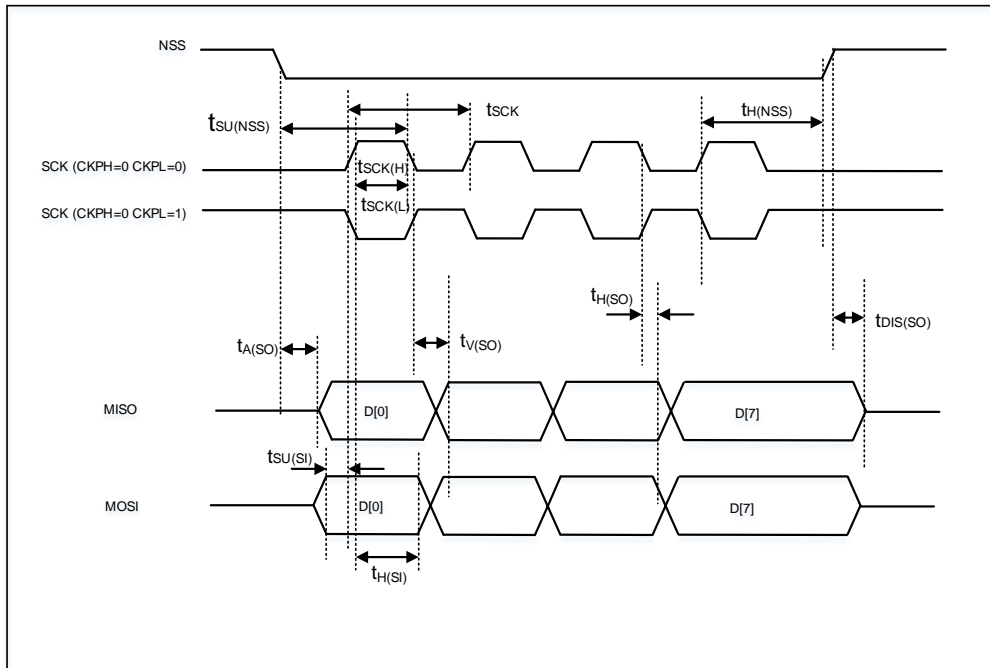 NSS
tSCK
tH(NSS)
tSU(NSS)
SCK (CKPH=0 CKPL=0)
tSCK(H)
tSCK(L)
SCK (CKPH=0 CKPL=1)
tH(SO)
tDIS(SO)
tA(SO)
tV(SO)
MISO
D[0]
D[7]
tSU(SI)
MOSI
D[0]
D[7]
tH(SI)